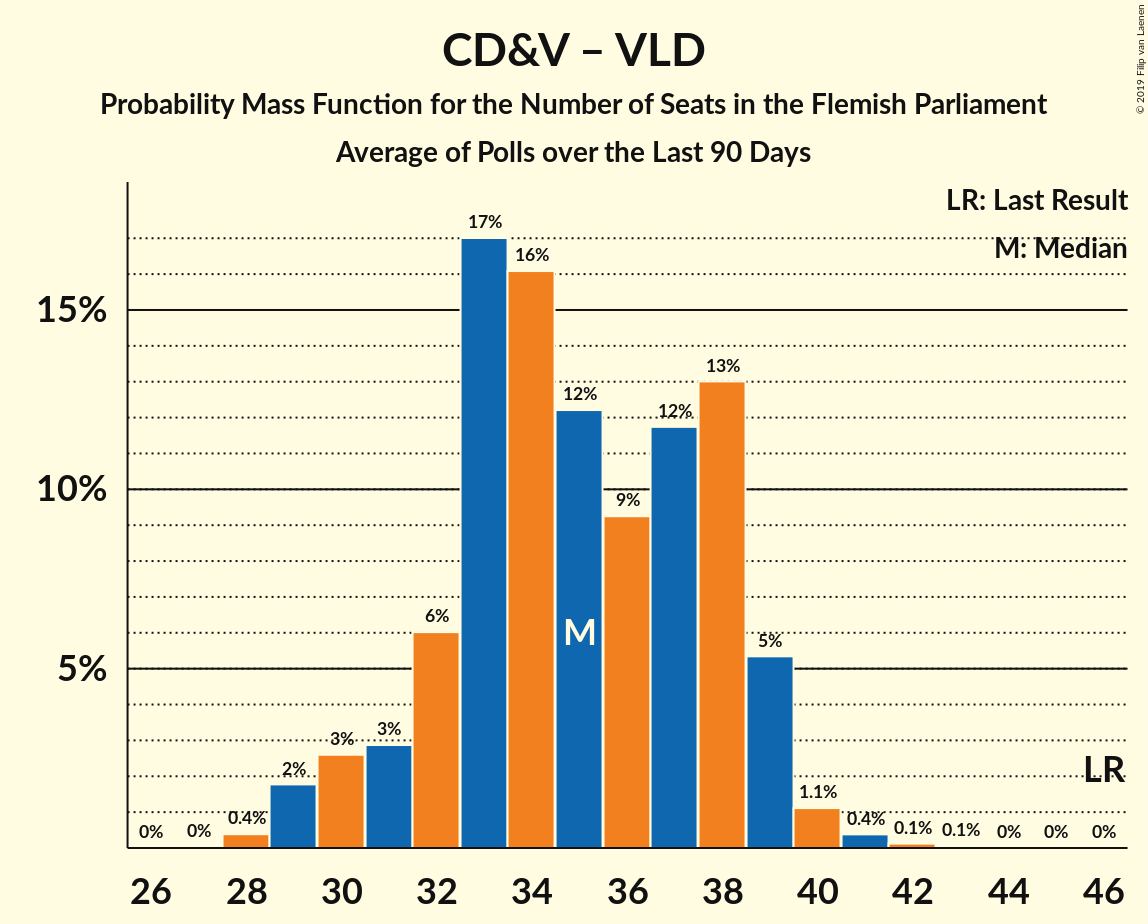 CD&V – VLD
Probability Mass Function for the Number of Seats in the Flemish Parliament
Average of Polls over the Last 90 Days
© 2019 Filip van Laenen
LR: Last Result
M: Median
17%
16%
15%
13%
12%
12%
10%
9%
6%
M
5%
5%
3%
3%
2%
LR
1.1%
0.4%
0.4%
0.1%
0.1%
0%
0%
0%
0%
0%
26 28 30 32 34 36 38 40 42 44 46